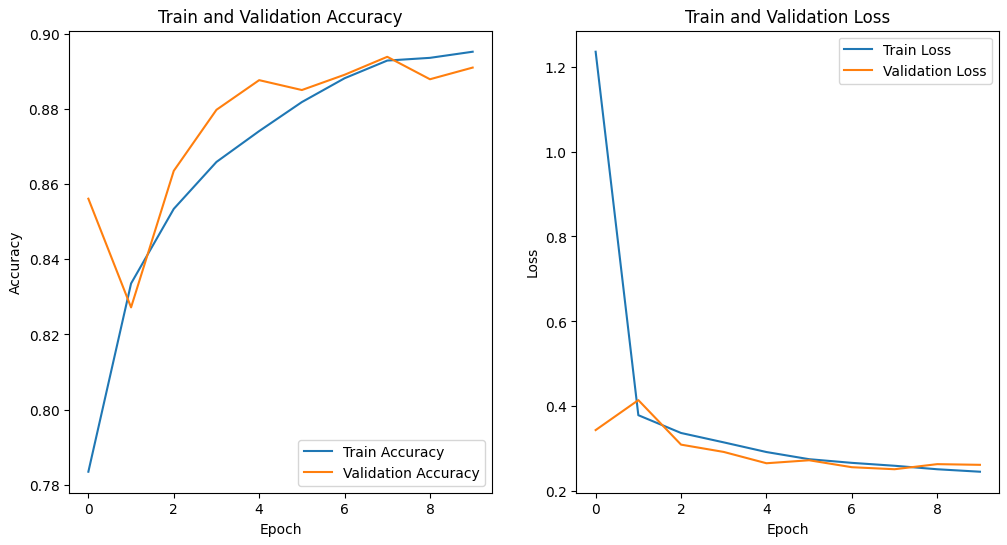 Train and Validation Accuracy
0.90
0.88
0.86
0.84
0.82
0.80
0.78
Accuracy
0 2 4 6 8
Epoch
Train Accuracy
Validation Accuracy
Train and Validation Loss
1.2
1.0
0.8
0.6
0.4
0.2
Loss
0 2 4 6 8
Epoch
Train Loss
Validation Loss